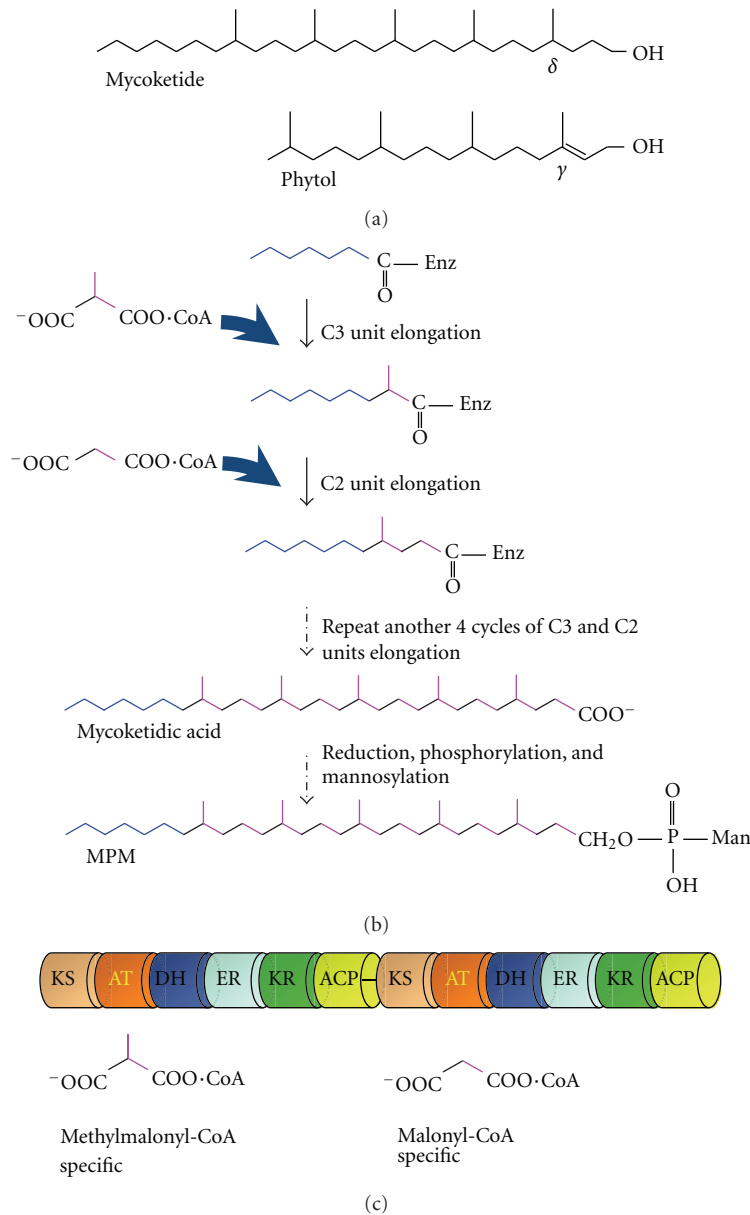 OH
δ
Mycoketide
OH
γ
Phytol
(a)
C — Enz
O
⁻OOC COO·CoA
C3 unit elongation
C — Enz
O
⁻OOC COO·CoA
C2 unit elongation
C — Enz
O
Repeat another 4 cycles of C3 and C2
units elongation
COO⁻
Mycoketidic acid
Reduction, phosphorylation, and
mannosylation
O
CH₂O — P — Man
MPM
OH
(b)
KS AT DH ER KR ACP KS AT DH ER KR ACP
⁻OOC COO·CoA
⁻OOC COO·CoA
Methylmalonyl-CoA
specific
Malonyl-CoA
specific
(c)